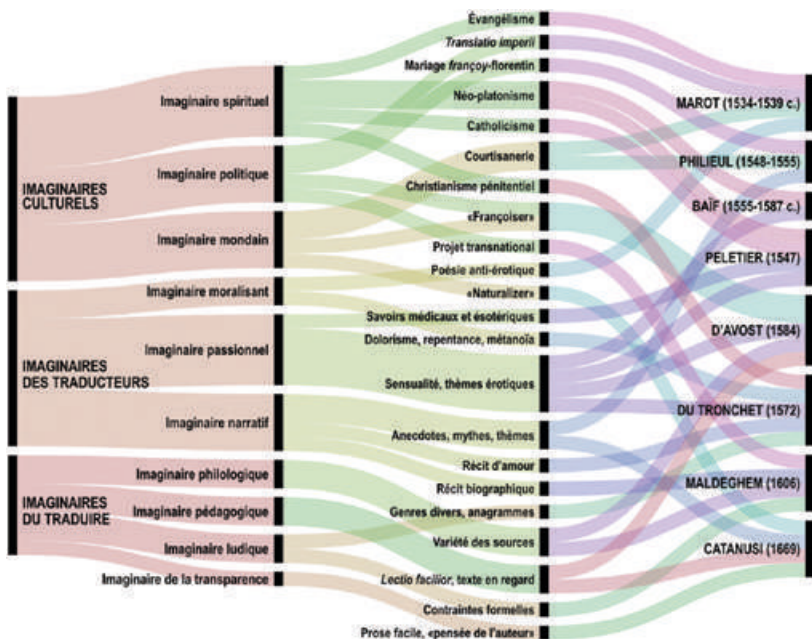 IMAGINAIRES
CULTURELS
IMAGINAIRES
DES TRADUCTEURS
IMAGINAIRES
DU TRADUIRE
Imaginaire spirituel
Imaginaire politique
Imaginaire mondain
Imaginaire moralisant
Imaginaire passionnel
Imaginaire narratif
Imaginaire philologique
Imaginaire pédagogique
Imaginaire ludique
Imaginaire de la transparence
Évangélisme
Translatio imperii
Mariage françoy-florentin
Néo-platonisme
Catholicisme
Courtisanerie
Christianisme pénitentiel
«Françoiser»
Projet transnational
Poésie anti-érotique
«Naturalizer»
Savoirs médicaux et ésotériques
Dolorisme, repentance, métanoïa
Sensualité, thèmes érotiques
Anecdotes, mythes, thèmes
Récit d'amour
Récit biographique
Genres divers, anagrammes
Variété des sources
Lectio facilior, texte en regard
Contraintes formelles
Prose facile, «pensée de l'auteur»
MAROT (1534-1539 c.)
PHILIEUL (1548-1555)
BAÏF (1555-1587 c.)
PELETIER (1547)
D'AVOST (1584)
DU TRONCHET (1572)
MALDEGHEM (1606)
CATANUSI (1669)